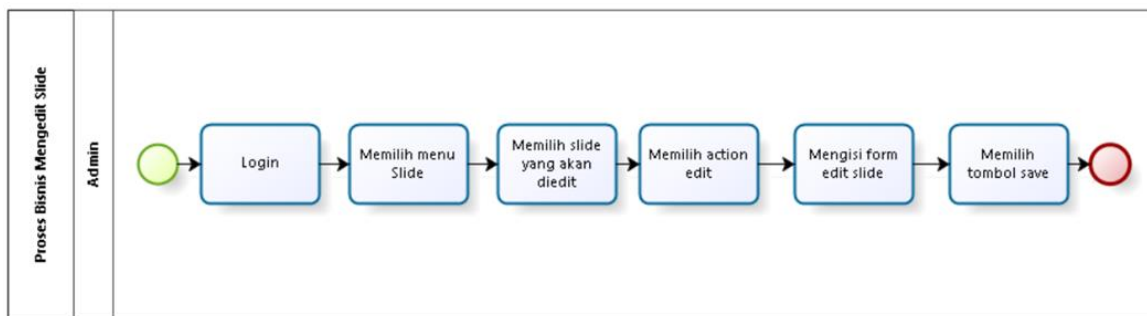 Proses Bisnis Mengedit Slide
Admin
Login
Memilih menu
Slide
Memilih slide
yang akan
diedit
Memilih action
edit
Mengisi form
edit slide
Memilih
tombol save